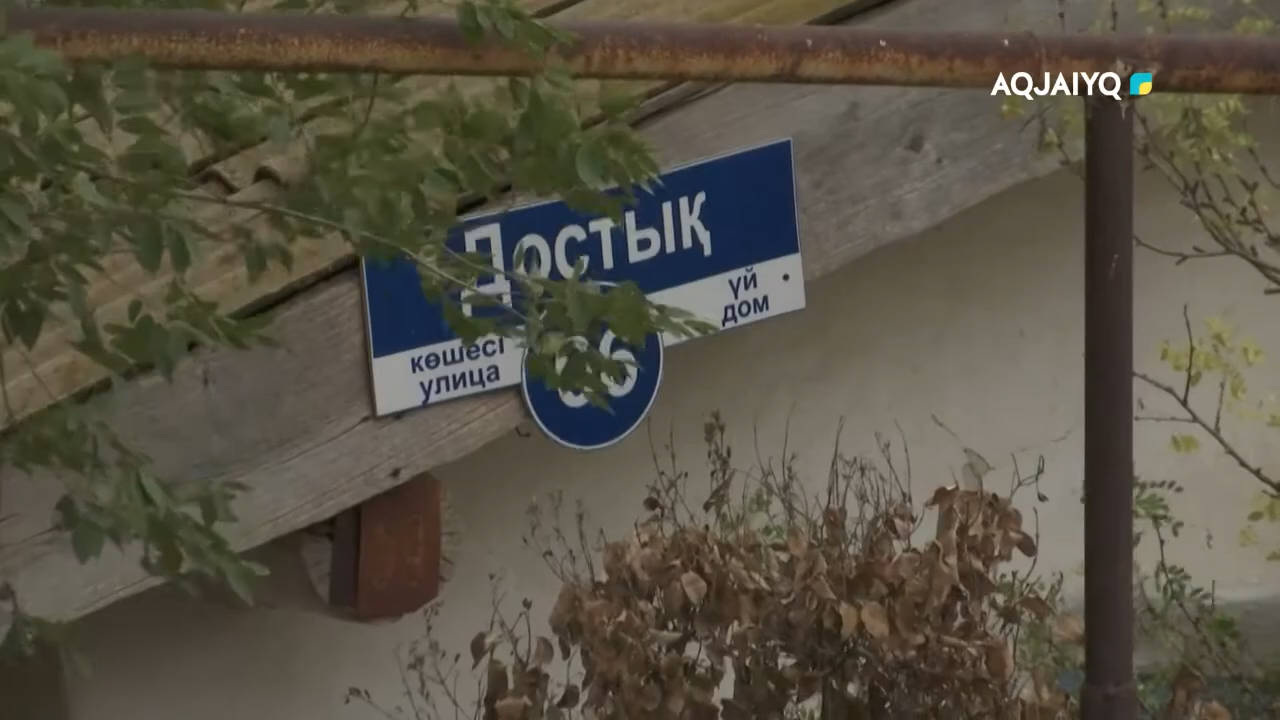 AQJAIYQ
Достық
көшесі
улица
үй
дом